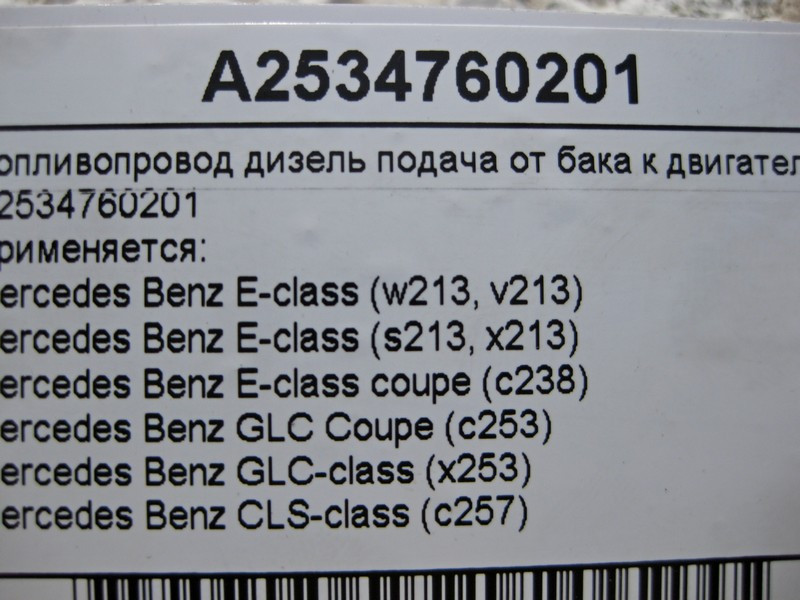 A2534760201
опливопровод дизель подача от бака к двигател
2534760201
рименяется:
ercedes Benz E-class (w213, v213)
ercedes Benz E-class (s213, x213)
ercedes Benz E-class coupe (c238)
ercedes Benz GLC Coupe (c253)
ercedes Benz GLC-class (x253)
ercedes Benz CLS-class (c257)